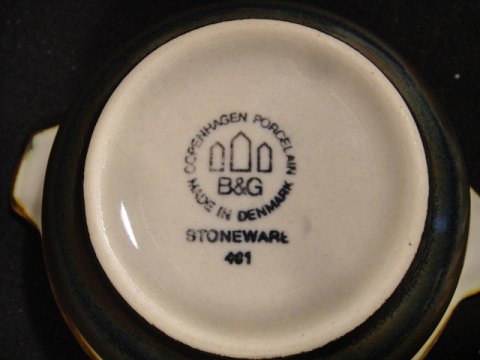 COPENHAGEN PORCELAIN
B&G
MADE IN DENMARK
STONEWARE
461